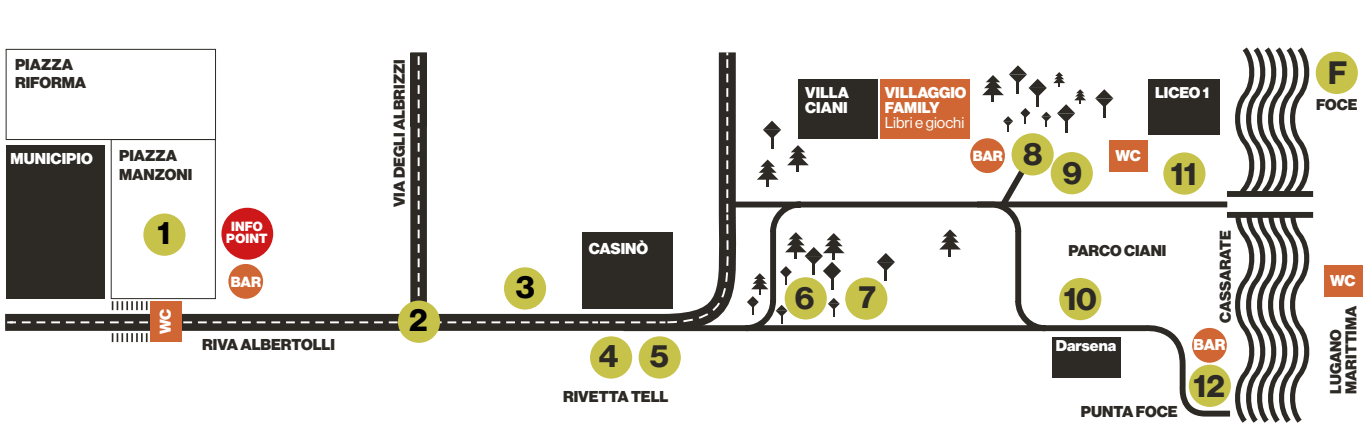 PIAZZA
RIFORMA
MUNICIPIO
PIAZZA
MANZONI
1
INFO
POINT
BAR
WC
RIVA ALBERTOLLI
VIA DEGLI ALBRIZZI
2
3
CASINÒ
4
5
RIVETTA TELL
VILLA
CIANI
VILLAGGIO
FAMILY
Libri e giochi
BAR
8
9
WC
LICEO 1
11
F
FOCE
6
7
PARCO CIANI
10
Darsena
CASSARATE
BAR
12
PUNTA FOCE
WC
LUGANO
MARITTIMA